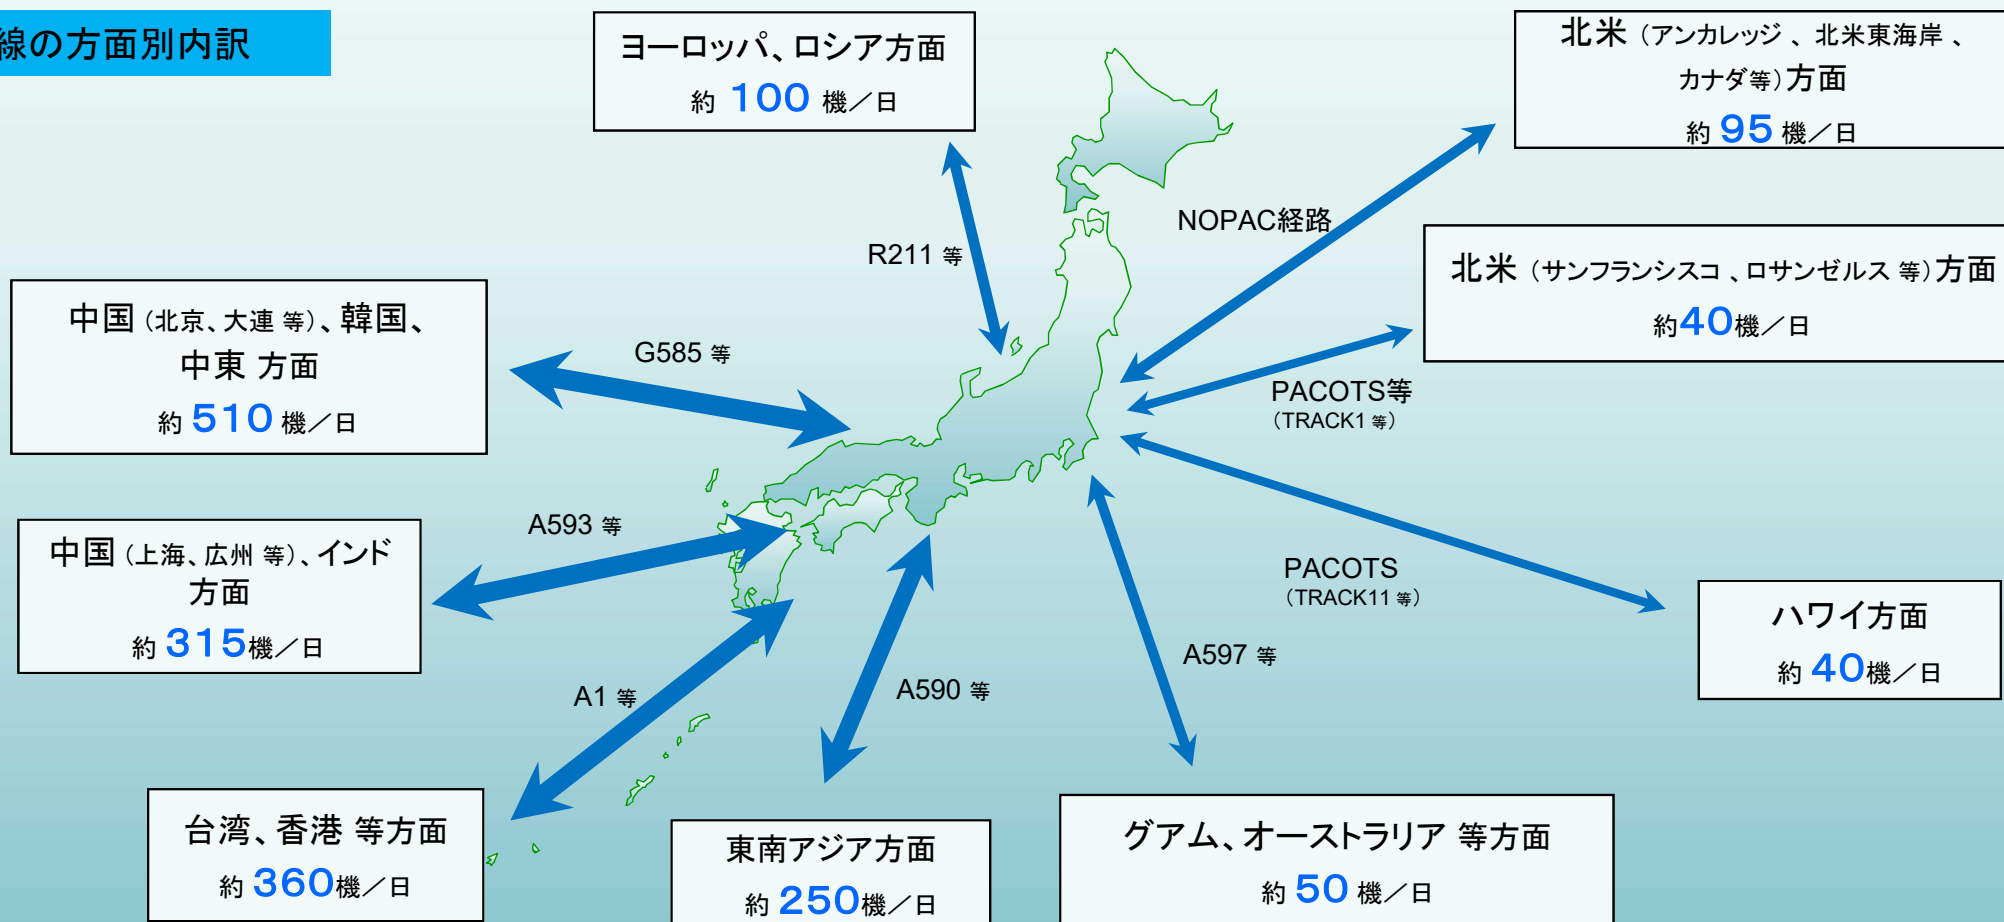 線の方面別内訳
ヨーロッパ、ロシア方面
約 100 機／日
北米（アンカレッジ、北米東海岸、
カナダ等）方面
約 95 機／日
NOPAC経路
R211 等
北米（サンフランシスコ、ロサンゼルス 等）方面
約40機／日
中国（北京、大連 等）、韓国、
中東 方面
約 510 機／日
G585 等
PACOTS等
（TRACK1 等）
中国（上海、広州 等）、インド
方面
約 315機／日
A593 等
PACOTS
（TRACK11 等）
ハワイ方面
約 40機／日
A597 等
A590 等
A1 等
台湾、香港 等方面
約 360機／日
東南アジア方面
約 250機／日
グアム、オーストラリア 等方面
約 50 機／日